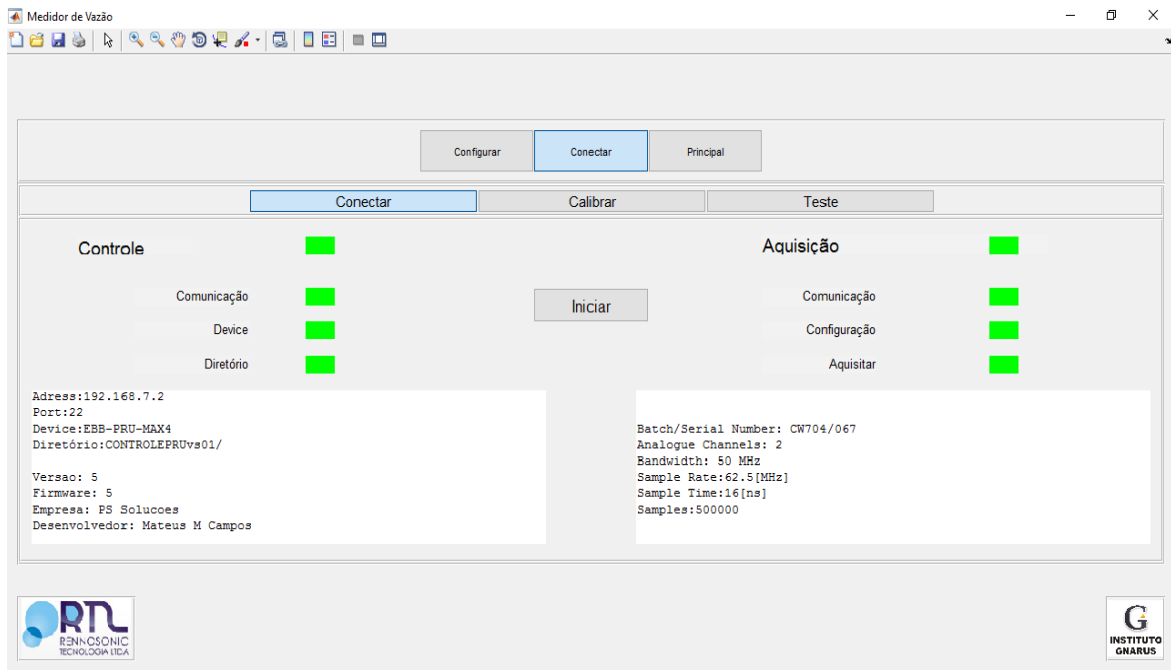 Medidor de Vazão
Configurar
Conectar
Principal
Conectar
Calibrar
Teste
Controle
Comunicação
Device
Diretório
Iniciar
Aquisição
Comunicação
Configuração
Aquisitar
Adress:192.168.7.2
Port:22
Device:EBB-PRU-MAX4
Diretório:CONTROLEPRUvs01/
Versao: 5
Firmware: 5
Empresa: PS Solucoes
Desenvolvedor: Mateus M Campos
Batch/Serial Number: CW704/067
Analogue Channels: 2
Bandwidth: 50 MHz
Sample Rate:62.5[MHz]
Sample Time:16[ns]
Samples:500000
RTL
RENNOSONIC
TECNOLOGIA LTDA
G
INSTITUTO
GNARUS